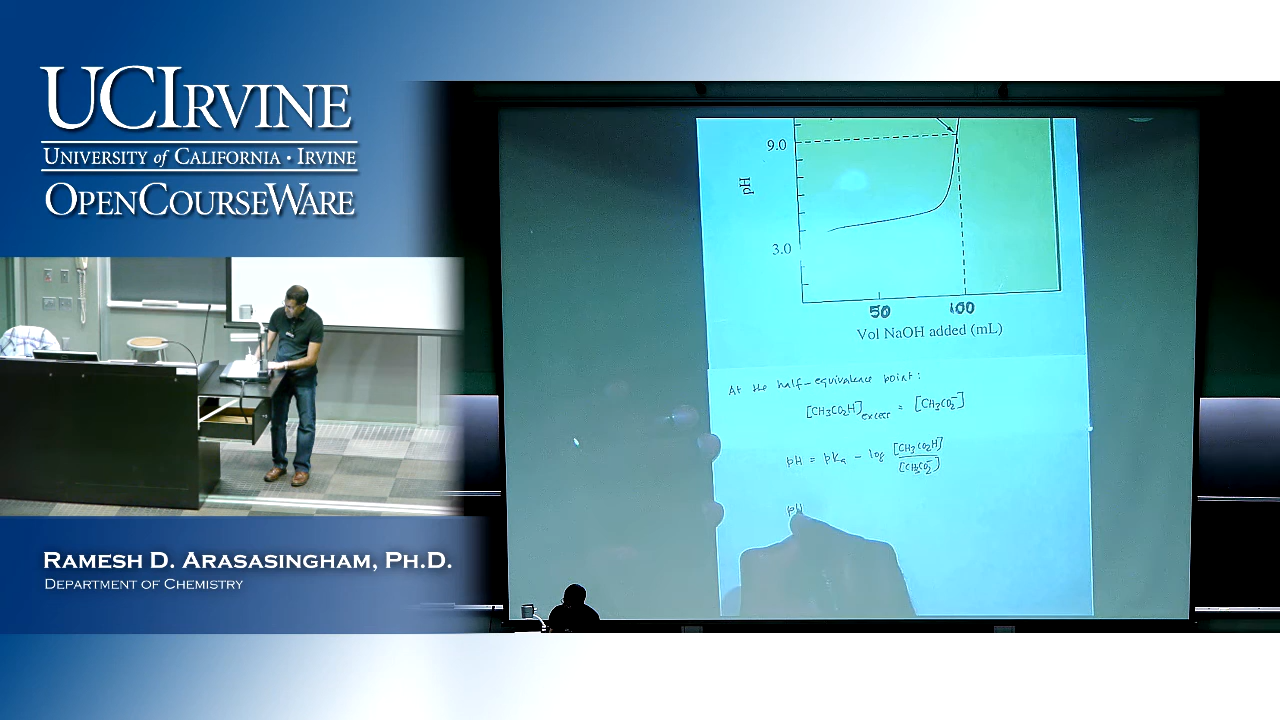 UCIRVINE
UNIVERSITY of CALIFORNIA · IRVINE
OPENCOURSEWARE
9.0
pH
3.0
50 100
Vol NaOH added (mL)
At the half-equivalence point:
[CH3CO2H]excess = [CH3CO2-]
pH = pKa - log [CH3CO2H]
[CH3CO2-]
pH
RAMESH D. ARASASINGHAM, PH.D.
DEPARTMENT OF CHEMISTRY